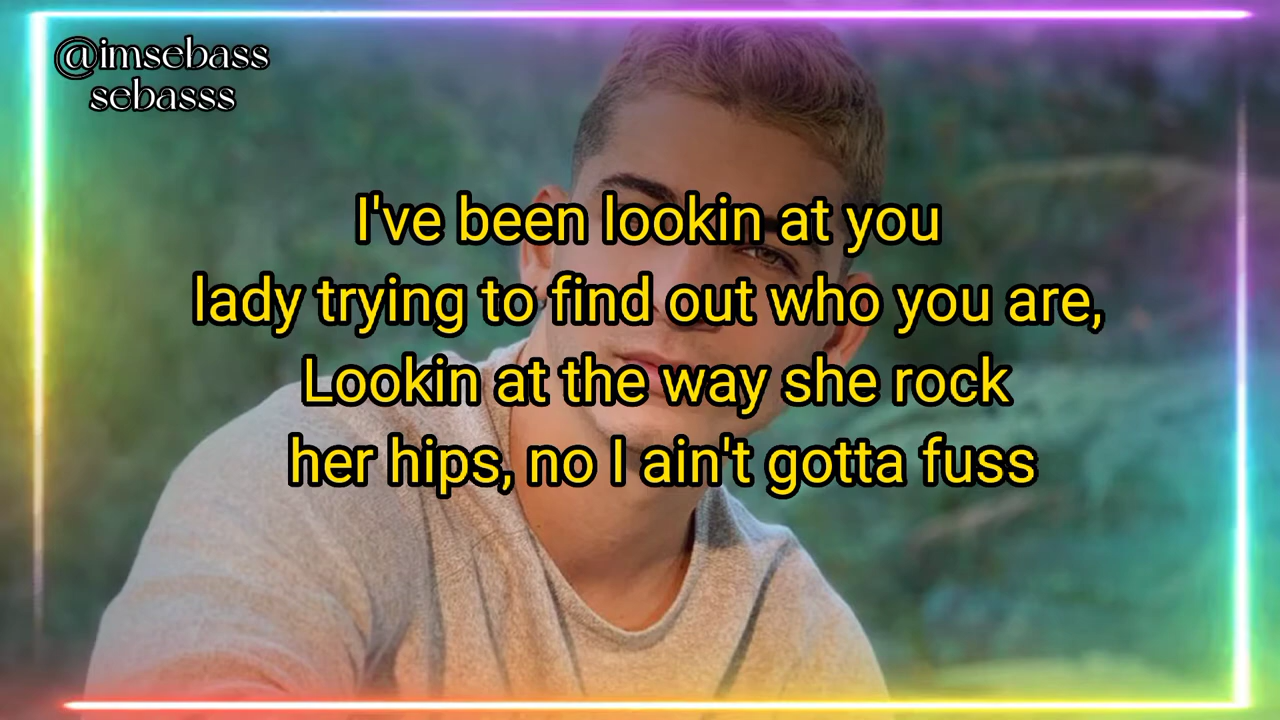 @imsebass
sebasss
I've been lookin at you
lady trying to find out who you are,
Lookin at the way she rock
her hips, no I ain't gotta fuss